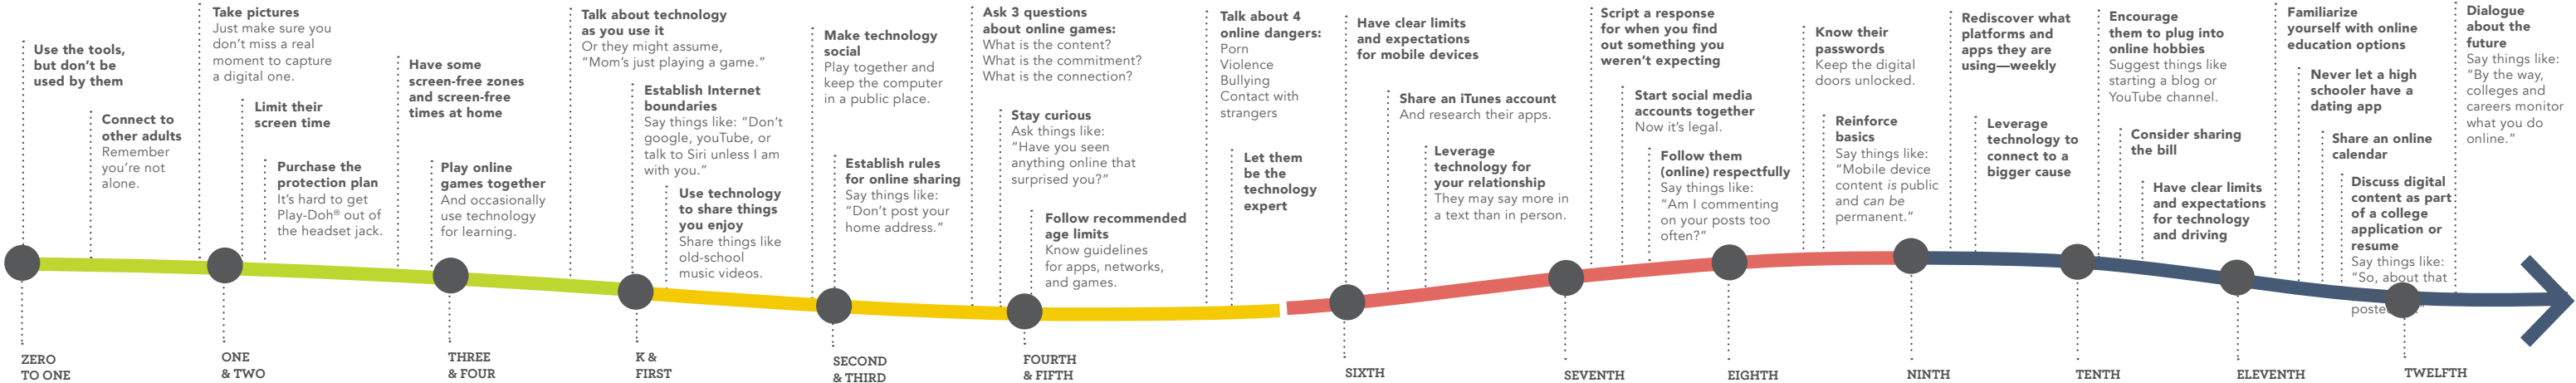 Use the tools,
but don't be
used by them
Connect to
other adults
Remember
you're not
alone.
Take pictures
Just make sure you
don't miss a real
moment to capture
a digital one.
Limit their
screen time
Purchase the
protection plan
It's hard to get
Play-Doh® out of
the headset jack.
Have some
screen-free zones
and screen-free
times at home
Play online
games together
And occasionally
use technology
for learning.
Talk about technology
as you use it
Or they might assume,
"Mom's just playing a game."
Establish Internet
boundaries
Say things like: "Don't
google, youTube, or
talk to Siri unless I am
with you."
Use technology
to share things
you enjoy
Share things like
old-school
music videos.
Make technology
social
Play together and
keep the computer
in a public place.
Establish rules
for online sharing
Say things like:
"Don't post your
home address."
Ask 3 questions
about online games:
What is the content?
What is the commitment?
What is the connection?
Stay curious
Ask things like:
"Have you seen
anything online that
surprised you?"
Follow recommended
age limits
Know guidelines
for apps, networks,
and games.
Talk about 4
online dangers:
Porn
Violence
Bullying
Contact with
strangers
Let them
be the
technology
expert
Have clear limits
and expectations
for mobile devices
Share an iTunes account
And research their apps.
Leverage
technology for
your relationship
They may say more in
a text than in person.
Script a response
for when you find
out something you
weren't expecting
Start social media
accounts together
Now it's legal.
Follow them
(online) respectfully
Say things like:
"Am I commenting
on your posts too
often?"
Know their
passwords
Keep the digital
doors unlocked.
Reinforce
basics
Say things like:
"Mobile device
content is public
and can be
permanent."
Rediscover what
platforms and
apps they are
using—weekly
Leverage
technology to
connect to a
bigger cause
Encourage
them to plug into
online hobbies
Suggest things like
starting a blog or
YouTube channel.
Consider sharing
the bill
Have clear limits
and expectations
for technology
and driving
Familiarize
yourself with online
education options
Never let a high
schooler have a
dating app
Share an online
calendar
Discuss digital
content as part
of a college
application or
resume
Say things like:
"So, about that
Dialogue
about the
future
Say things like:
"By the way,
colleges and
careers monitor
what you do
online."
ZERO
TO ONE
ONE
& TWO
THREE
& FOUR
K &
FIRST
SECOND
& THIRD
FOURTH
& FIFTH
SIXTH
SEVENTH
EIGHTH
NINTH
TENTH
ELEVENTH
TWELFTH